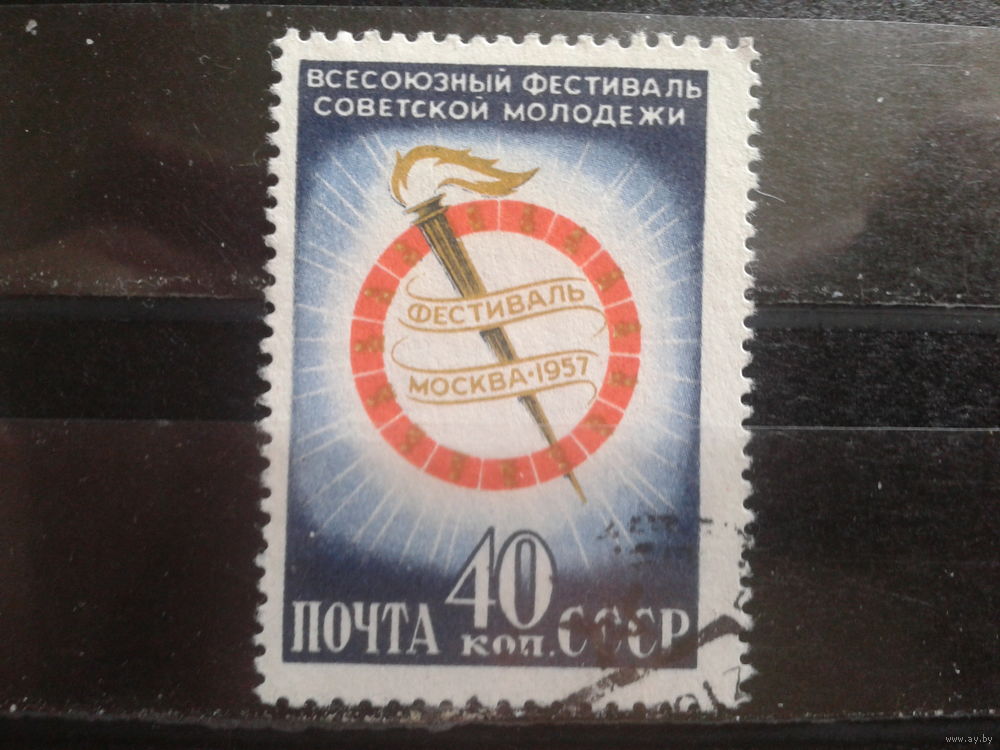 ВСЕСОЮЗНЫЙ ФЕСТИВАЛЬ
СОВЕТСКОЙ МОЛОДЕЖИ
ФЕСТИВАЛЬ
МОСКВА·1957
40
ПОЧТА коп. СССР
www.ay.by